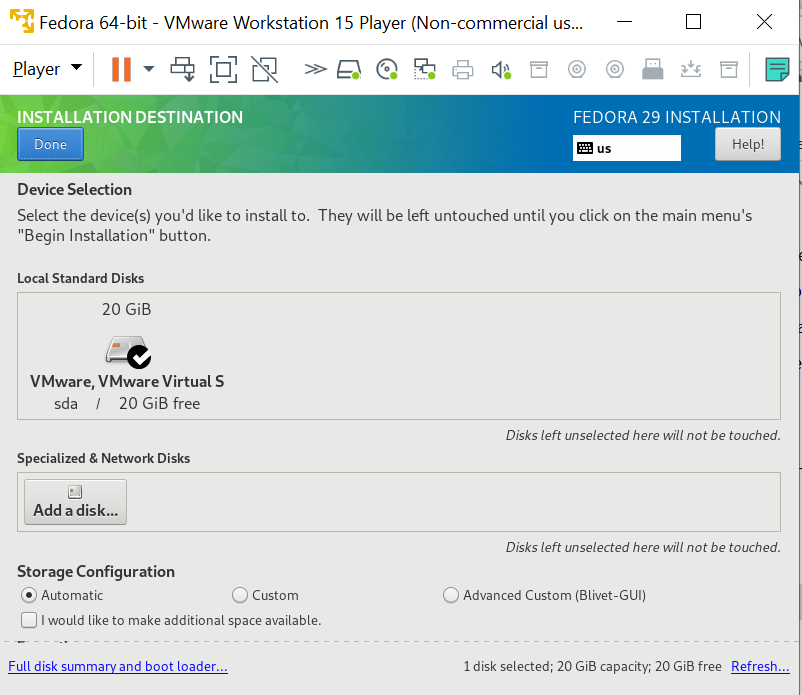 Fedora 64-bit - VMware Workstation 15 Player (Non-commercial us...
Player
INSTALLATION DESTINATION
FEDORA 29 INSTALLATION
Done
us
Help!
Device Selection
Select the device(s) you'd like to install to.  They will be left untouched until you click on the main menu's
"Begin Installation" button.
Local Standard Disks
20 GiB
VMware, VMware Virtual S
sda / 20 GiB free
Disks left unselected here will not be touched.
Specialized & Network Disks
Add a disk...
Disks left unselected here will not be touched.
Storage Configuration
Automatic
Custom
Advanced Custom (Blivet-GUI)
I would like to make additional space available.
Full disk summary and boot loader...
1 disk selected; 20 GiB capacity; 20 GiB free
Refresh...